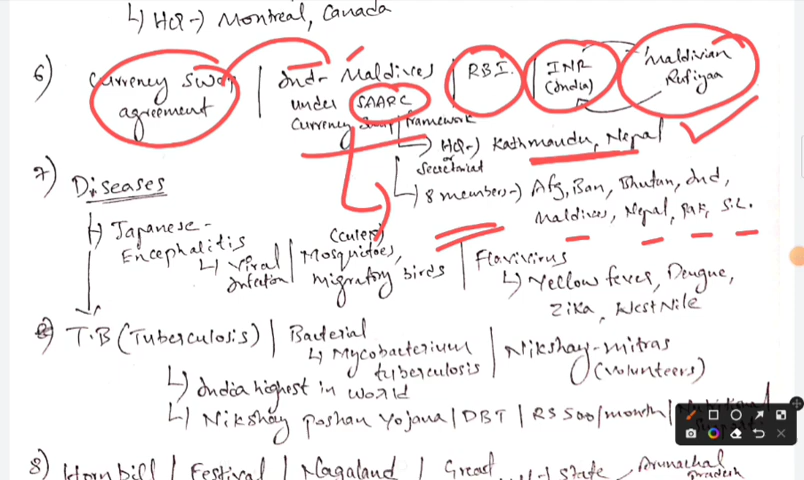 ↳ HQ → Montreal, Canada
6) Currency Swap agreement | Ind- Maldives under SAARC Currency Swap framework | RBI | INR (India) | Maldivian Rufiyaa
↳ HQ → Kathmandu, Nepal
or
Secretariat
↳ 8 members → Afg, Ban, Bhutan, Ind,
Maldives, Nepal, Pak, S.L.
7) Diseases
↳ Japanese-
Encephalitis
↳ Viral Infection | (Culex) Mosquitoes, migratory birds | Flavivirus
↳ Yellow fever, Dengue,
Zika, West Nile
T.B (Tuberculosis) | Bacterial
↳ Mycobacterium tuberculosis | Nikshay-mitras
(volunteers)
↳ India highest in world
↳ Nikshay Poshan Yojana | DBT | RS 500/month |
8) Hornbill | Festival | Nagaland | Great
State
Arunachal
Pradesh